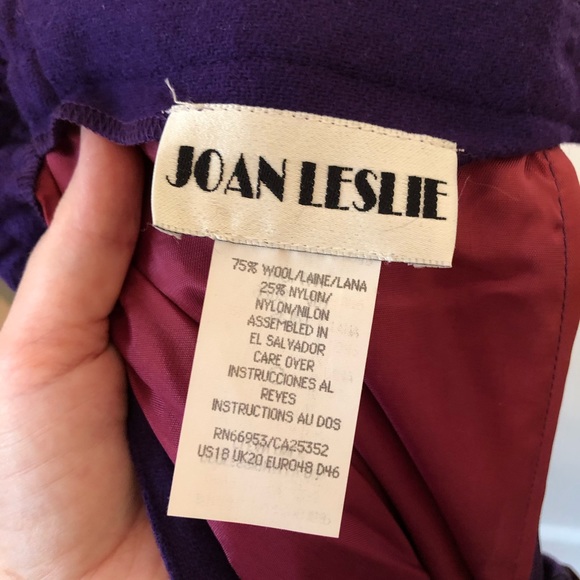 JOAN LESLIE
75% WOOL/LAINE/LANA
25% NYLON/
NYLON/NILON
ASSEMBLED IN
EL SALVADOR
CARE OVER
INSTRUCCIONES AL
REYES
INSTRUCTIONS AU DOS
RN66953/CA25352
US18 UK20 EURO48 D46